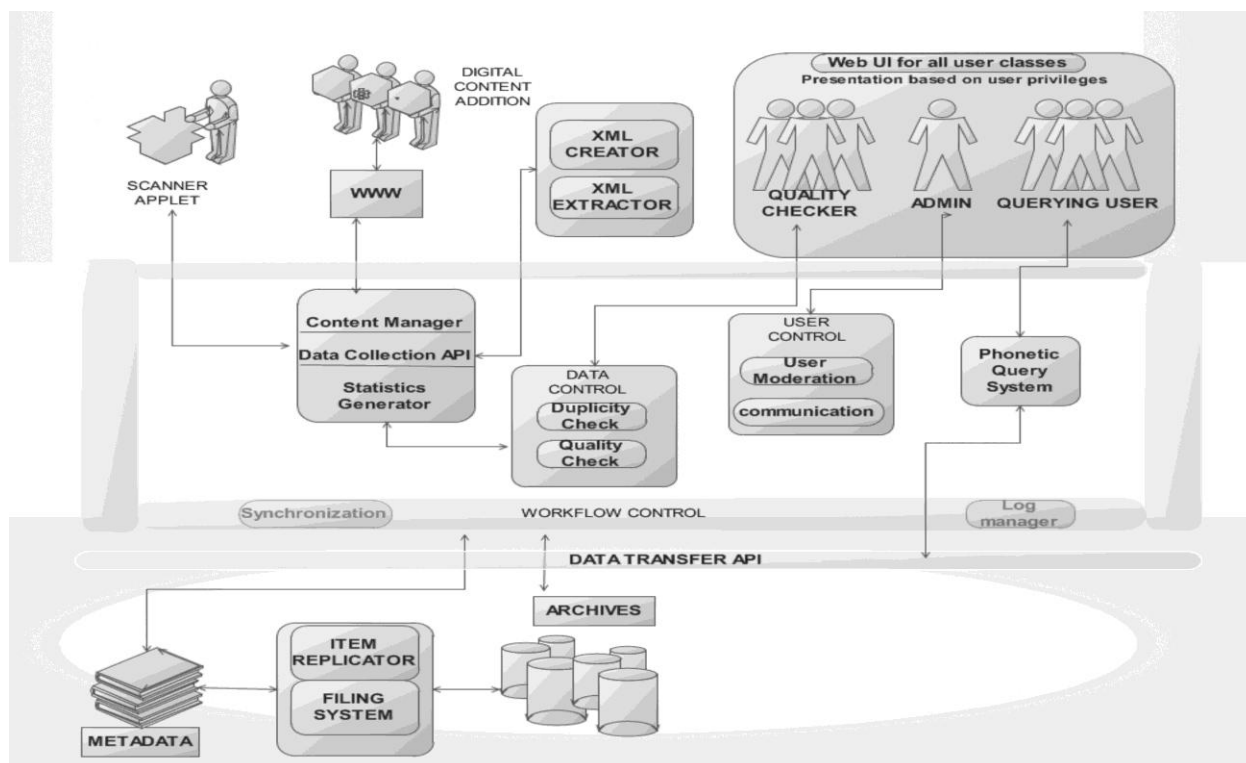 DIGITAL
CONTENT
ADDITION
Web UI for all user classes
Presentation based on user privileges
XML
CREATOR
XML
EXTRACTOR
SCANNER
APPLET
WWW
QUALITY
CHECKER
ADMIN
QUERYING USER
Content Manager
Data Collection API
Statistics
Generator
DATA
CONTROL
Duplicity
Check
Quality
Check
USER
CONTROL
User
Moderation
communication
Phonetic
Query
System
Synchronization
WORKFLOW CONTROL
Log
manager
DATA TRANSFER API
ARCHIVES
ITEM
REPLICATOR
FILING
SYSTEM
METADATA